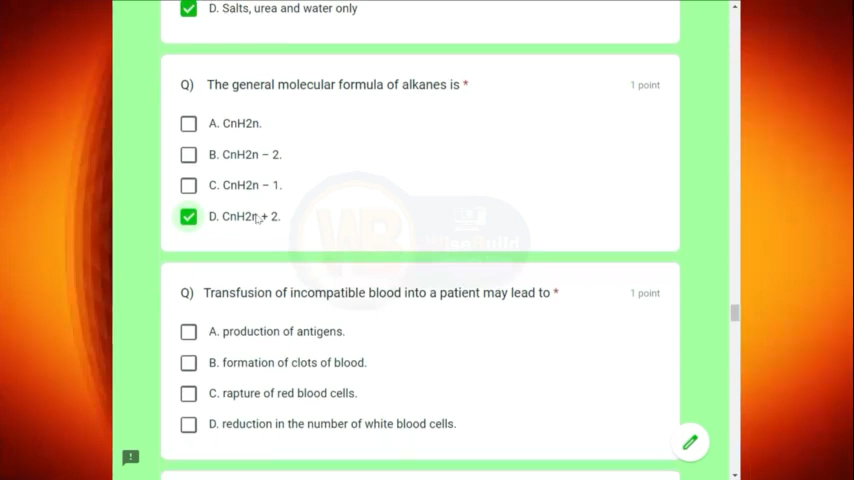 D. Salts, urea and water only
Q) The general molecular formula of alkanes is * 1 point
A. CnH2n.
B. CnH2n − 2.
C. CnH2n − 1.
D. CnH2n + 2.
WB WiseBuild
Q) Transfusion of incompatible blood into a patient may lead to * 1 point
A. production of antigens.
B. formation of clots of blood.
C. rapture of red blood cells.
D. reduction in the number of white blood cells.